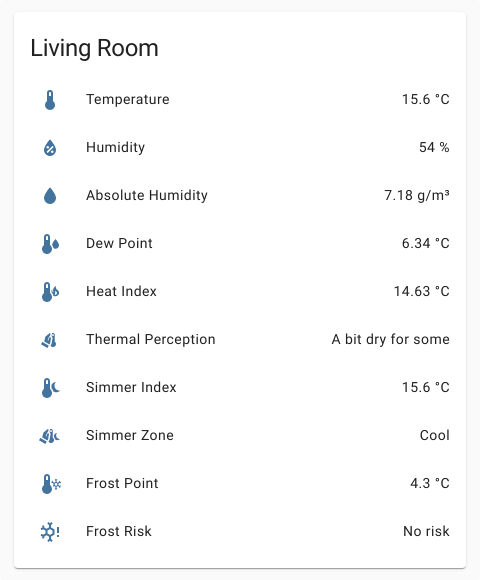 Living Room
Temperature 15.6 °C
Humidity 54 %
Absolute Humidity 7.18 g/m³
Dew Point 6.34 °C
Heat Index 14.63 °C
Thermal Perception A bit dry for some
Simmer Index 15.6 °C
Simmer Zone Cool
Frost Point 4.3 °C
Frost Risk No risk